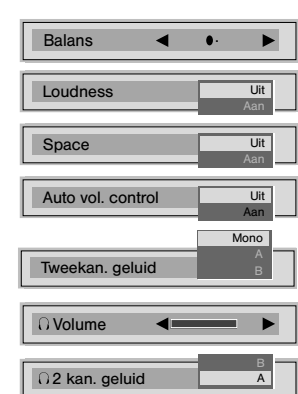 Balans
Loudness Uit
Aan
Space Uit
Aan
Auto vol. control Uit
Aan
Mono
A
Tweekan. geluid B
Volume
B
2 kan. geluid A